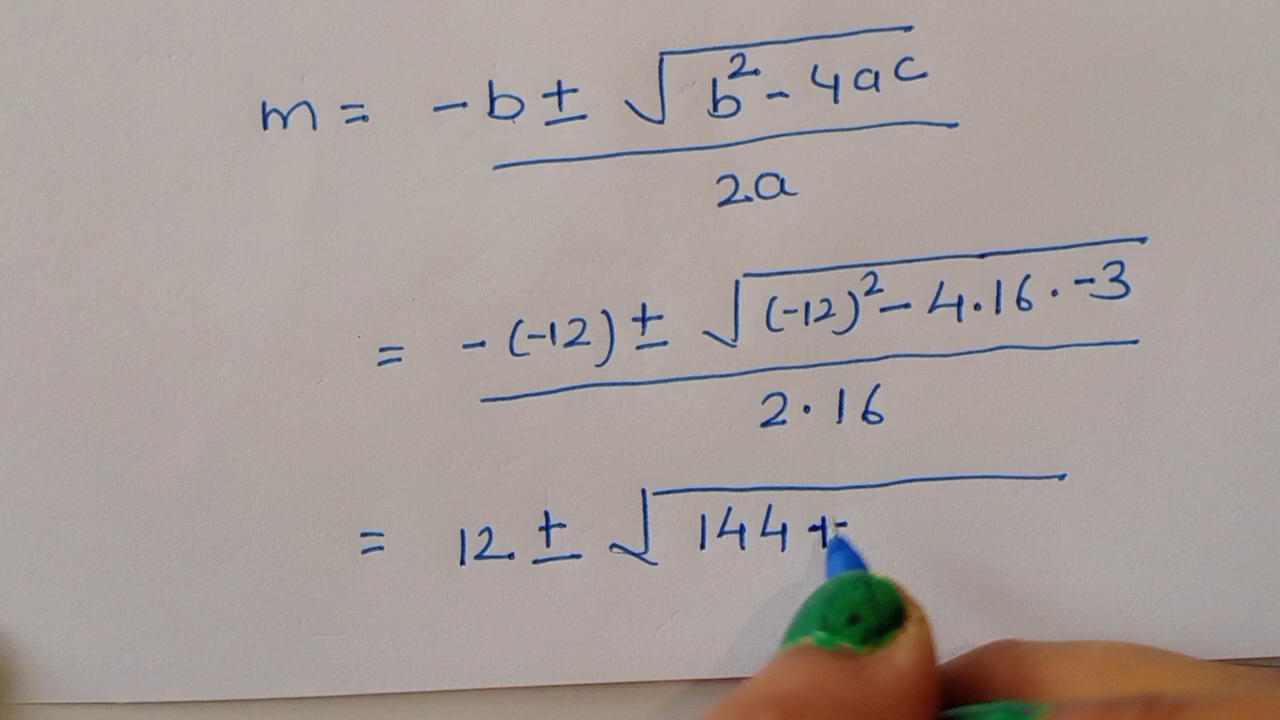 m = -b ± √b² - 4ac
2a
= -(-12) ± √(-12)² - 4.16.-3
2.16
= 12 ± √144 +